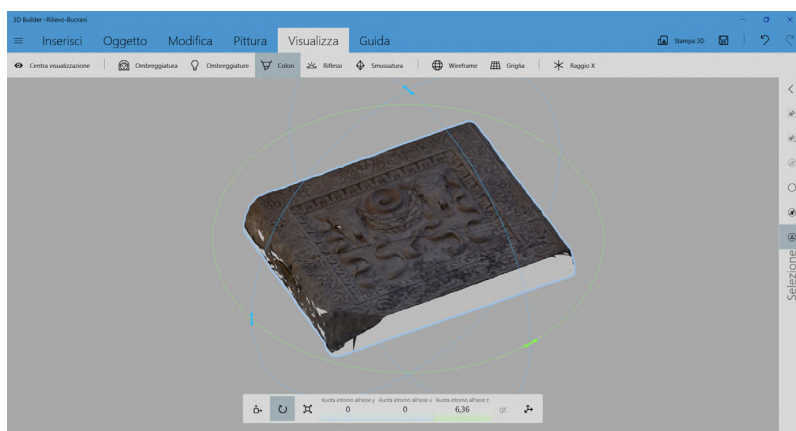 3D Builder -Rilievo-Bucrani
Inserisci Oggetto Modifica Pittura Visualizza Guida Stampa 3D
Centra visualizzazione Ombreggiatura Ombreggiature Colori Riflessi Smussatura Wireframe Griglia Raggio X
Selezione
Ruota intorno all'asse y Ruota intorno all'asse x Ruota intorno all'asse z
0 0 6,36 gr.